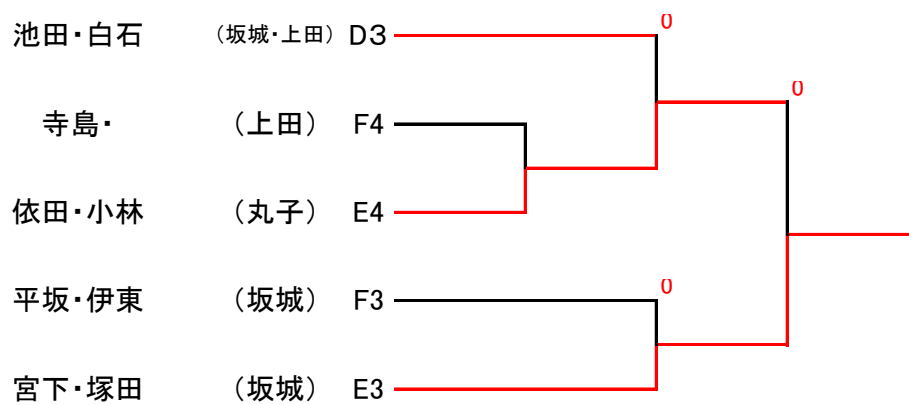 池田・白石 (坂城・上田) D3
0
0
寺島・ (上田) F4
依田・小林 (丸子) E4
0
平坂・伊東 (坂城) F3
宮下・塚田 (坂城) E3